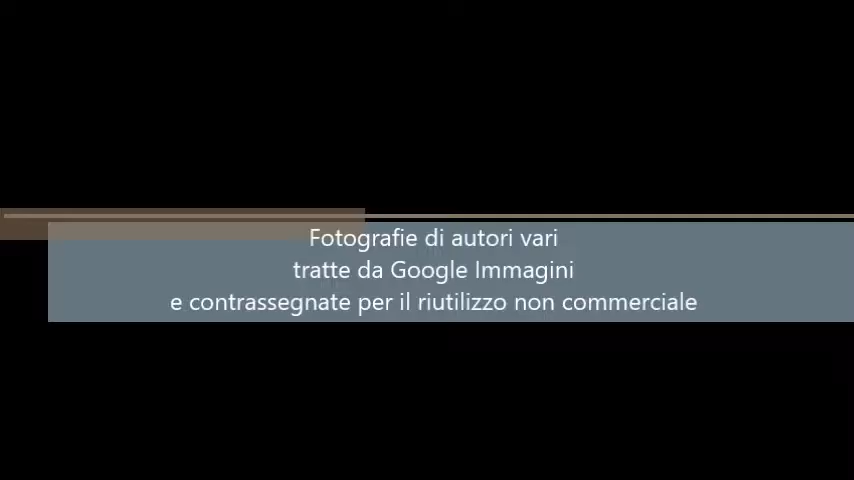 Fotografie di autori vari
tratte da Google Immagini
e contrassegnate per il riutilizzo non commerciale